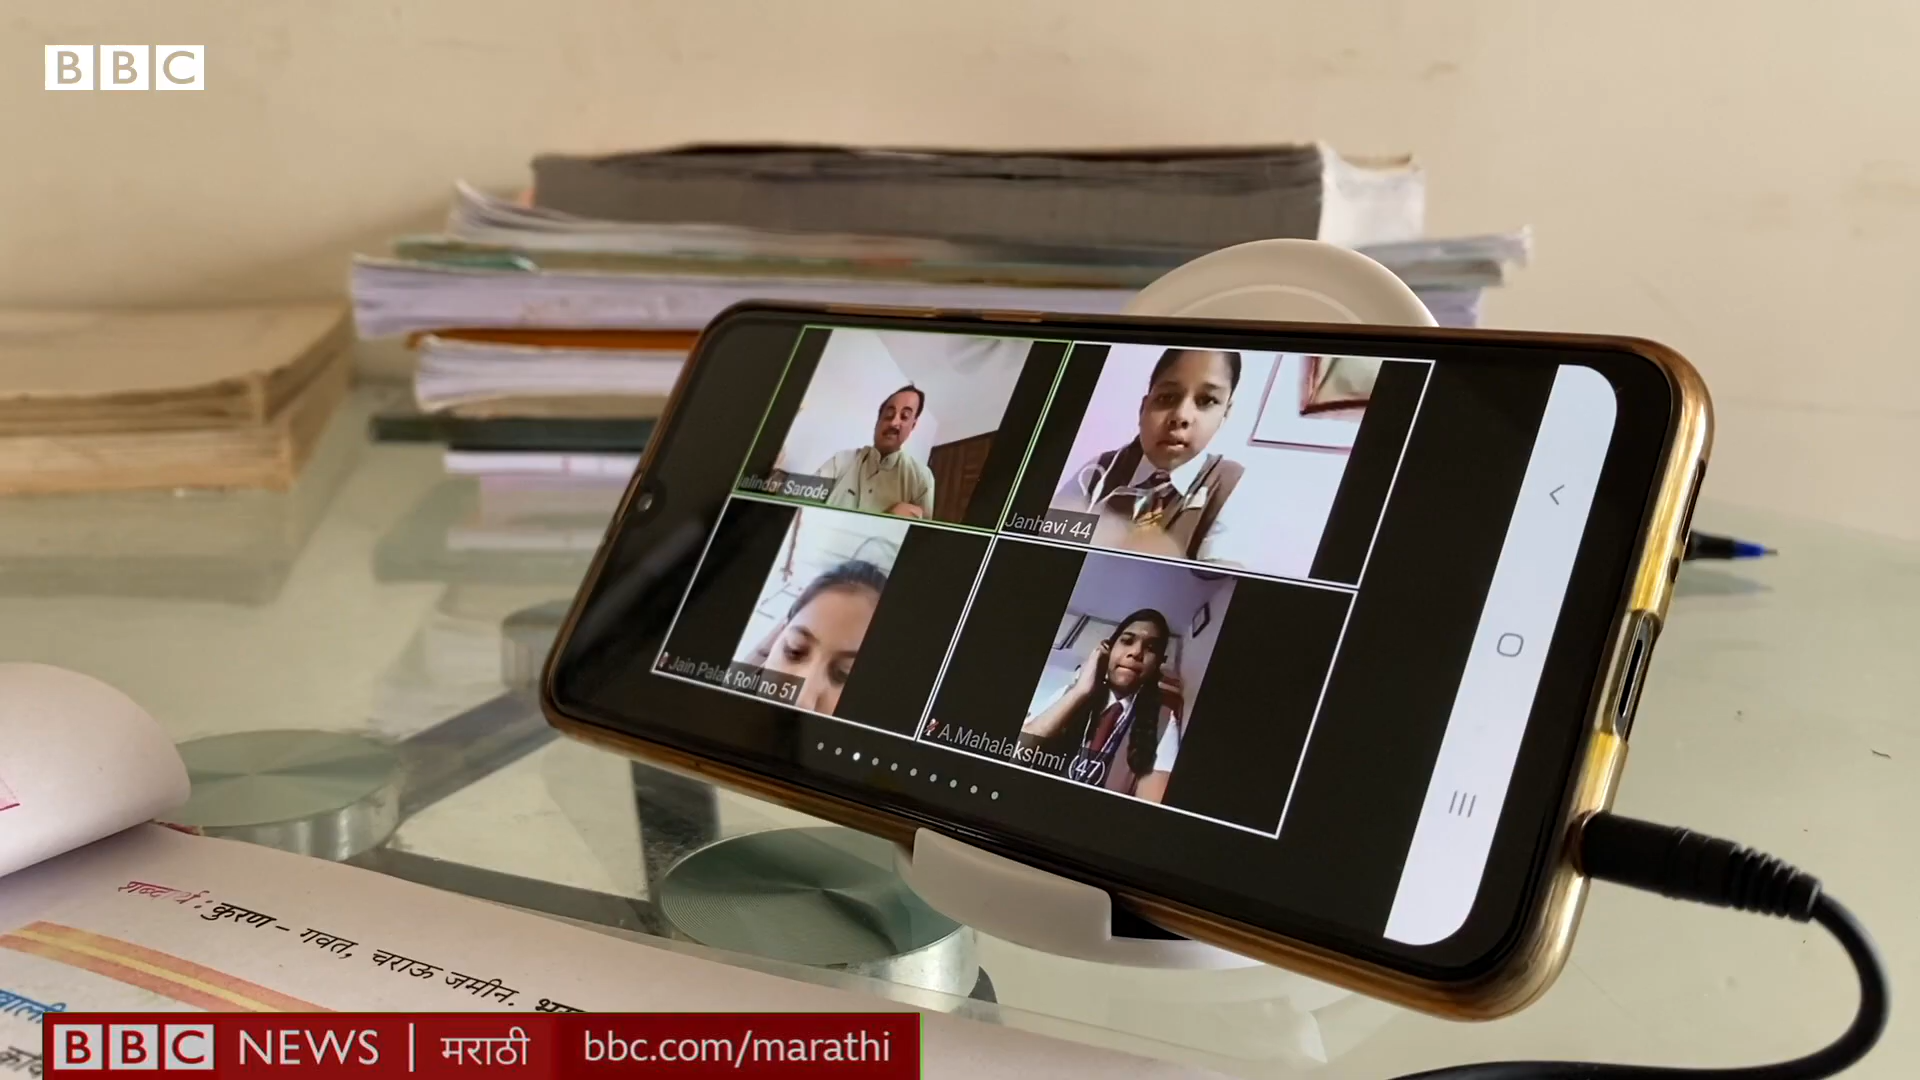 BBC
Jalindar Sarode
Janhavi 44
Jain Palak Roll no 51
A.Mahalakshmi (47)
शब्दार्थ : कुरण – गवत, चराऊ जमीन.
BBC NEWS | मराठी bbc.com/marathi